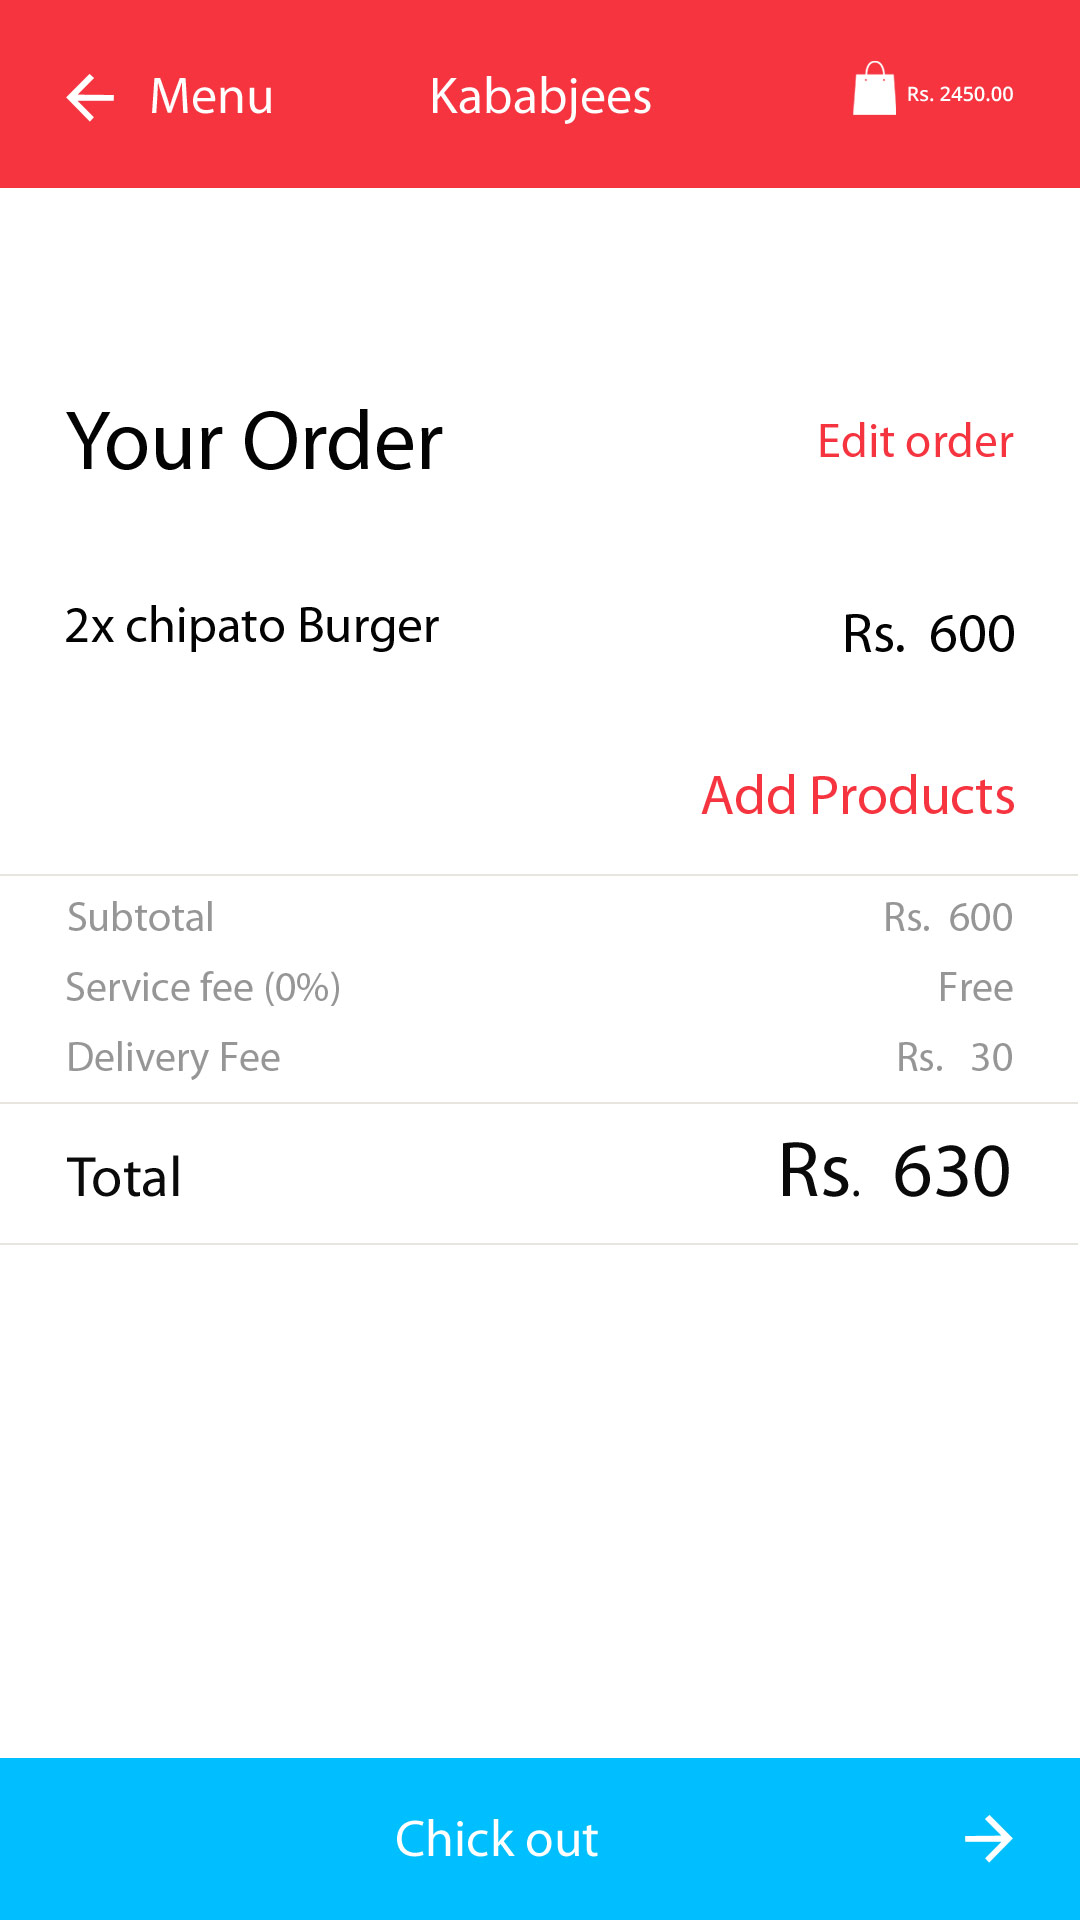 Menu Kababjees Rs. 2450.00
Your Order Edit order
2x chipato Burger Rs. 600
Add Products
Subtotal Rs. 600
Service fee (0%) Free
Delivery Fee Rs. 30
Total Rs. 630
Chick out